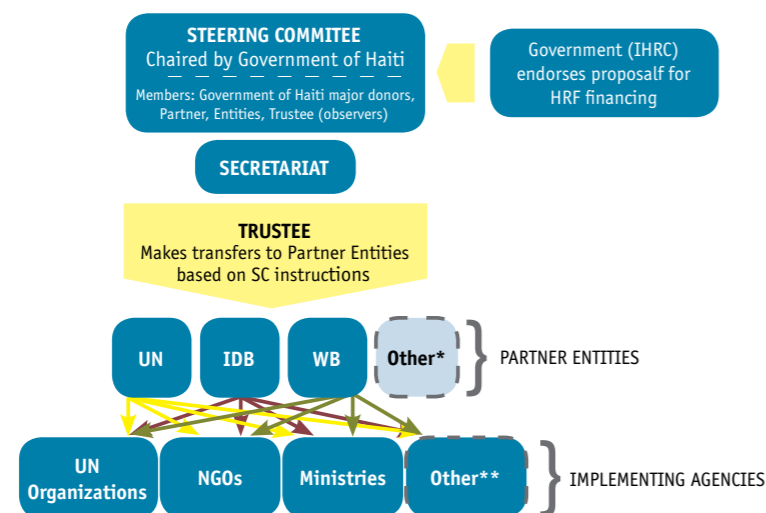 STEERING COMMITEE
Chaired by Government of Haiti
Members: Government of Haiti major donors,
Partner, Entities, Trustee (observers)
Government (IHRC)
endorses proposalf for
HRF financing
SECRETARIAT
TRUSTEE
Makes transfers to Partner Entities
based on SC instructions
UN
IDB
WB
Other*
PARTNER ENTITIES
UN
Organizations
NGOs
Ministries
Other**
IMPLEMENTING AGENCIES